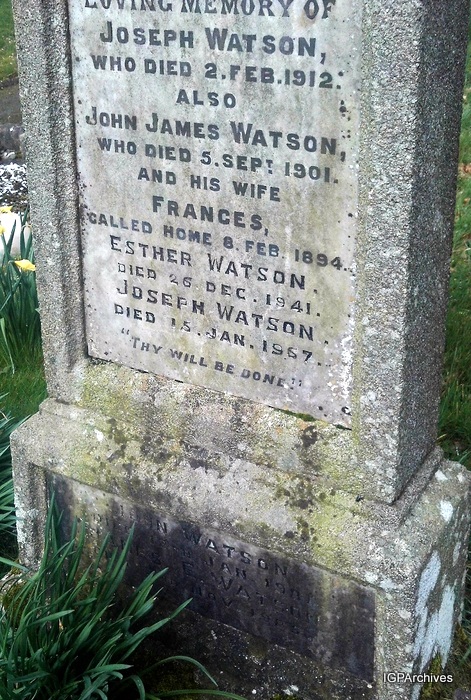 LOVING MEMORY OF
JOSEPH WATSON,
WHO DIED 2. FEB. 1912.
ALSO
JOHN JAMES WATSON,
WHO DIED 5. SEPT. 1901.
AND HIS WIFE
FRANCES,
CALLED HOME 8. FEB. 1894.
ESTHER WATSON.
DIED 26 DEC. 1941.
JOSEPH WATSON.
DIED 15. JAN. 1957.
"THY WILL BE DONE."
WATSON
JAN
WATSON
IGPArchives